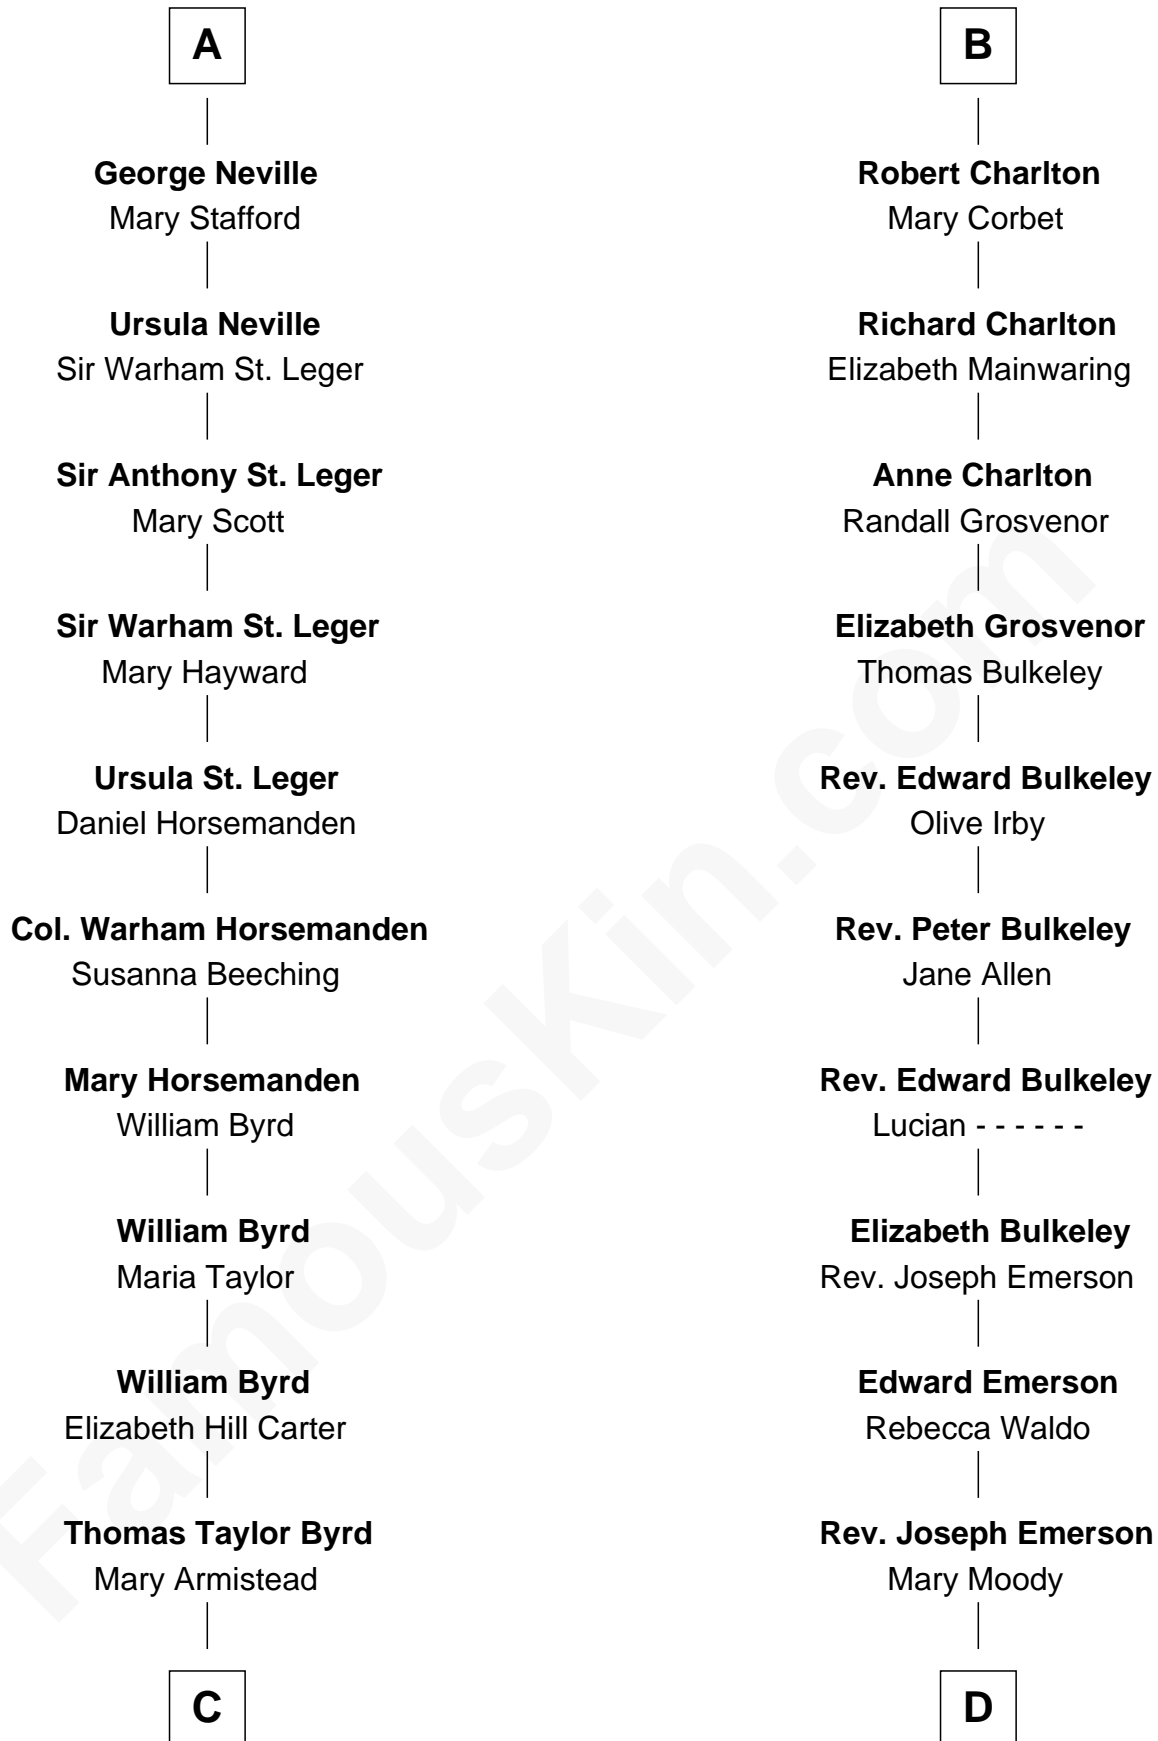 A
George Neville
Mary Stafford
Ursula Neville
Sir Warham St. Leger
Sir Anthony St. Leger
Mary Scott
Sir Warham St. Leger
Mary Hayward
Ursula St. Leger
Daniel Horsemanden
Col. Warham Horsemanden
Susanna Beeching
Mary Horsemanden
William Byrd
William Byrd
Maria Taylor
William Byrd
Elizabeth Hill Carter
Thomas Taylor Byrd
Mary Armistead
C
B
Robert Charlton
Mary Corbet
Richard Charlton
Elizabeth Mainwaring
Anne Charlton
Randall Grosvenor
Elizabeth Grosvenor
Thomas Bulkeley
Rev. Edward Bulkeley
Olive Irby
Rev. Peter Bulkeley
Jane Allen
Rev. Edward Bulkeley
Lucian - - - - - -
Elizabeth Bulkeley
Rev. Joseph Emerson
Edward Emerson
Rebecca Waldo
Rev. Joseph Emerson
Mary Moody
D
FamousKin.com